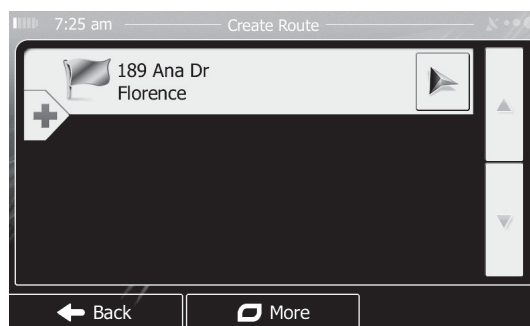 7:25 am
Create Route
189 Ana Dr
Florence
Back
More